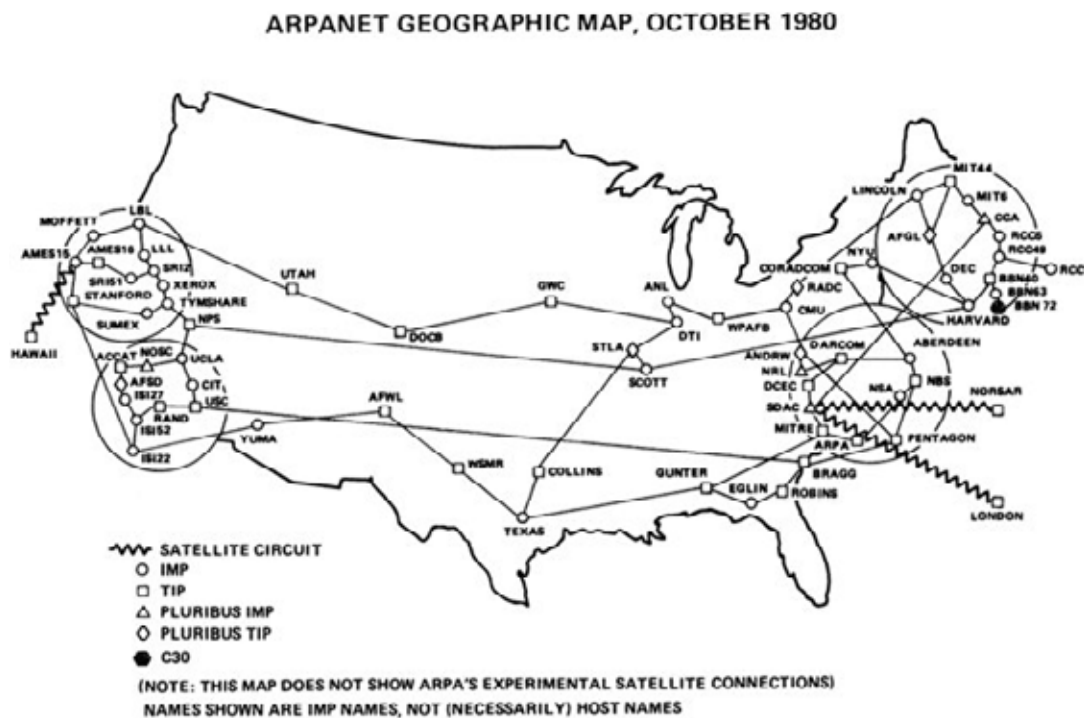 ARPANET GEOGRAPHIC MAP, OCTOBER 1980
MIT44
LINCOLN
MIT6
CCA
MOFFETT
LBL
AFGL
RCC5
RCC49
RCC
AMES15
AMES16
LLL
SRI2
SRI51
XEROX
STANFORD
TYMSHARE
SUMEX
NPS
HAWAII
UTAH
DOCB
GWC
ANL
DTI
WPAFB
NYU
CORADCOM
RADC
CMU
DEC
BBN40
BBN63
BBN 72
HARVARD
STLA
SCOTT
ANDRW
DARCOM
ABERDEEN
NRL
DCEC
NSA
NBS
NORSAR
SDAC
MITRE
ARPA
PENTAGON
BRAGG
LONDON
ACCAT
NOSC
UCLA
AFSD
CIT
ISI27
RAND
USC
ISI52
ISI22
YUMA
AFWL
WSMR
COLLINS
TEXAS
GUNTER
EGLIN
ROBINS
SATELLITE CIRCUIT
IMP
TIP
PLURIBUS IMP
PLURIBUS TIP
C30
(NOTE: THIS MAP DOES NOT SHOW ARPA'S EXPERIMENTAL SATELLITE CONNECTIONS)
NAMES SHOWN ARE IMP NAMES, NOT (NECESSARILY) HOST NAMES